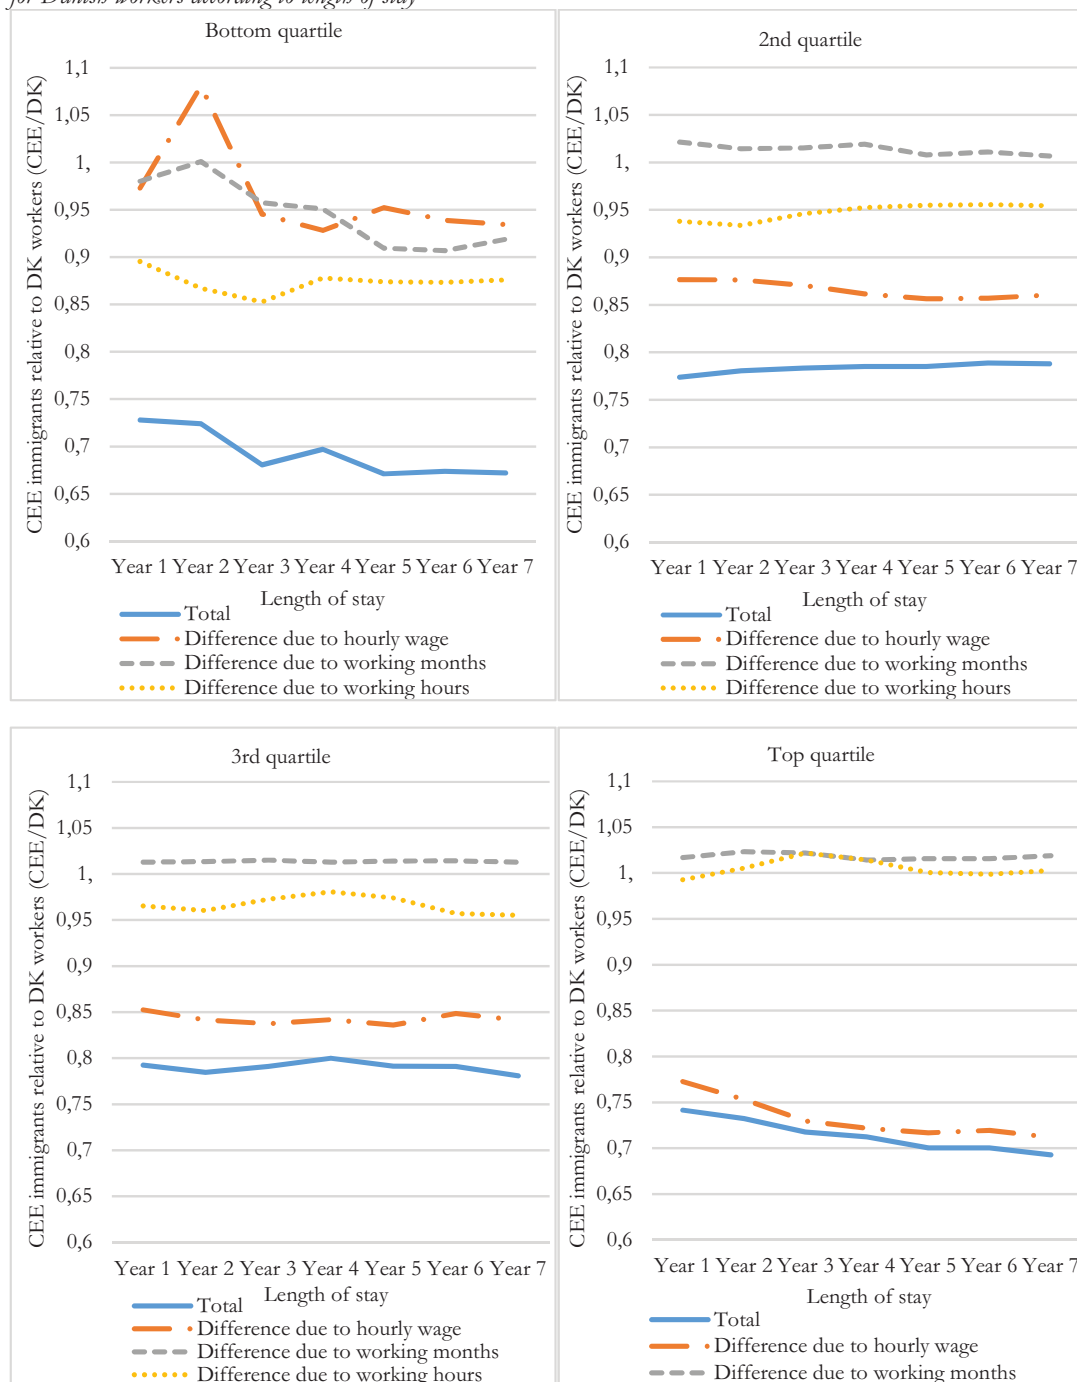 for Danish workers according to length of stay
Bottom quartile
CEE immigrants relative to DK workers (CEE/DK)
1,1
1,05
1,
0,95
0,9
0,85
0,8
0,75
0,7
0,65
0,6
Year 1 Year 2 Year 3 Year 4 Year 5 Year 6 Year 7
Length of stay
Total
Difference due to hourly wage
Difference due to working months
Difference due to working hours
2nd quartile
CEE immigrants relative to DK workers (CEE/DK)
1,1
1,05
1,
0,95
0,9
0,85
0,8
0,75
0,7
0,65
0,6
Year 1 Year 2 Year 3 Year 4 Year 5 Year 6 Year 7
Length of stay
Total
Difference due to hourly wage
Difference due to working months
Difference due to working hours
3rd quartile
CEE immigrants relative to DK workers (CEE/DK)
1,1
1,05
1,
0,95
0,9
0,85
0,8
0,75
0,7
0,65
0,6
Year 1 Year 2 Year 3 Year 4 Year 5 Year 6 Year 7
Length of stay
Total
Difference due to hourly wage
Difference due to working months
Difference due to working hours
Top quartile
CEE immigrants relative to DK workers (CEE/DK)
1,1
1,05
1,
0,95
0,9
0,85
0,8
0,75
0,7
0,65
0,6
Year 1 Year 2 Year 3 Year 4 Year 5 Year 6 Year 7
Length of stay
Total
Difference due to hourly wage
Difference due to working months